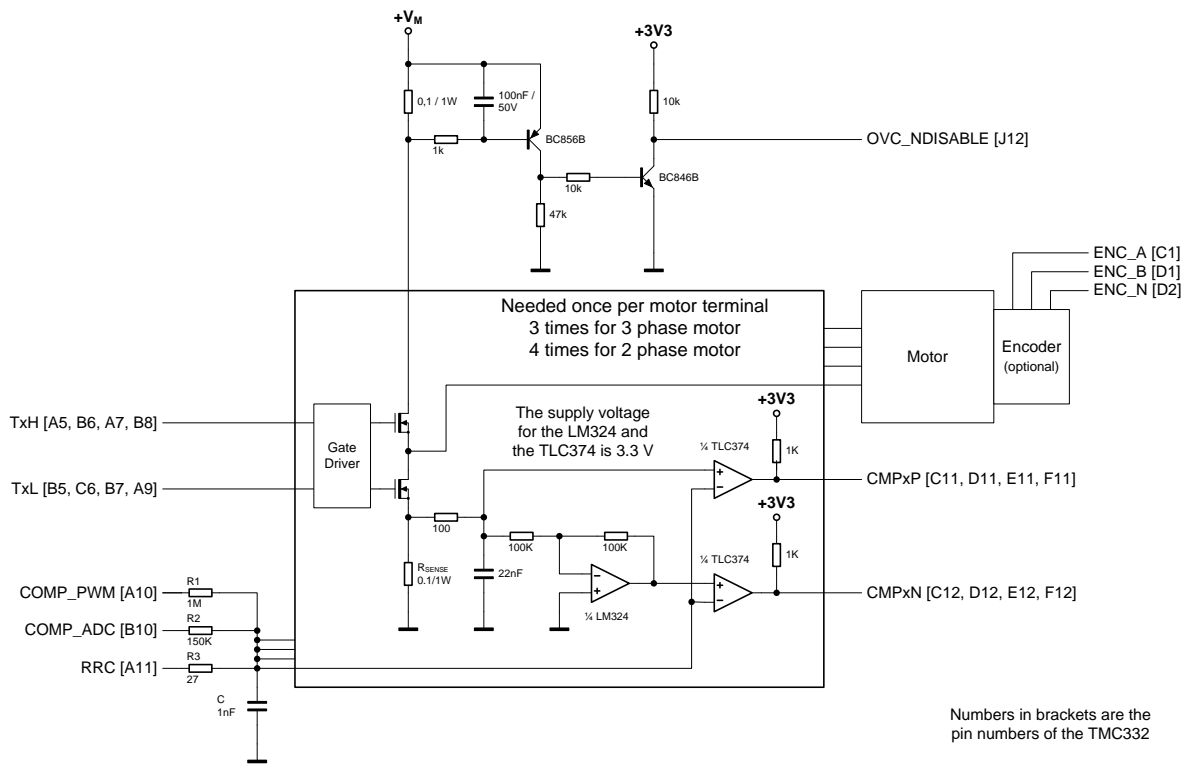 +VM
+3V3
0,1 / 1W
100nF /
50V
10k
1k
BC856B
OVC_NDISABLE [J12]
10k
BC846B
47k
ENC_A [C1]
ENC_B [D1]
ENC_N [D2]
Needed once per motor terminal
3 times for 3 phase motor
4 times for 2 phase motor
Motor
Encoder
(optional)
TxH [A5, B6, A7, B8]
The supply voltage
for the LM324 and
the TLC374 is 3.3 V
+3V3
Gate
Driver
¼ TLC374
1K
TxL [B5, C6, B7, A9]
CMPxP [C11, D11, E11, F11]
+3V3
100
100K
100K
¼ TLC374
1K
RSENSE
0.1/1W
22nF
¼ LM324
CMPxN [C12, D12, E12, F12]
COMP_PWM [A10]
R1
1M
COMP_ADC [B10]
R2
150K
RRC [A11]
R3
27
C
1nF
Numbers in brackets are the
pin numbers of the TMC332